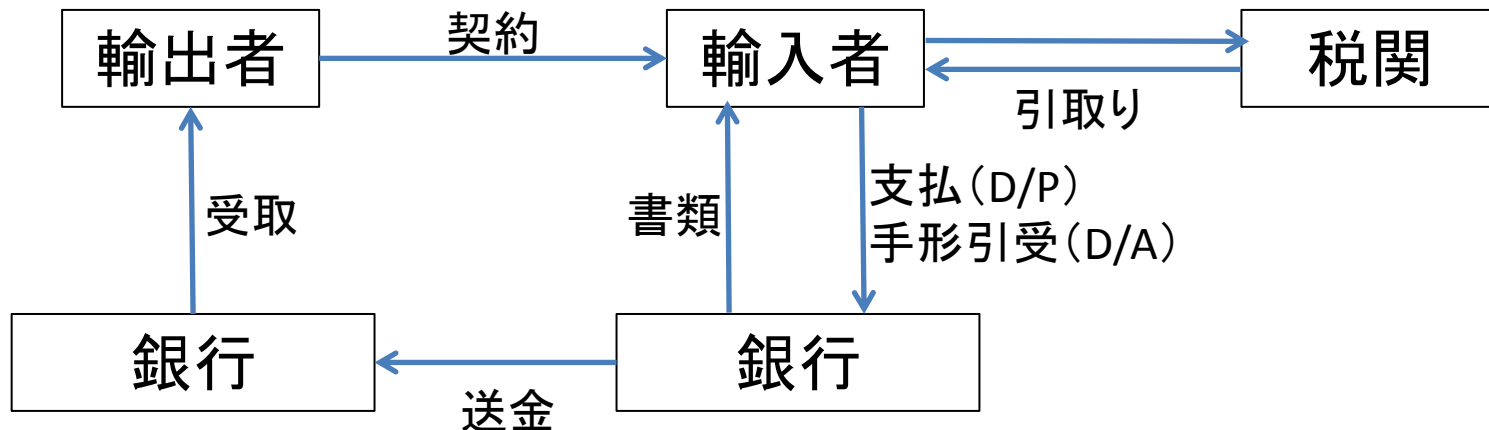 輸出者
契約
輸入者
税関
引取り
受取
書類
支払（D/P）
手形引受（D/A）
銀行
送金
銀行